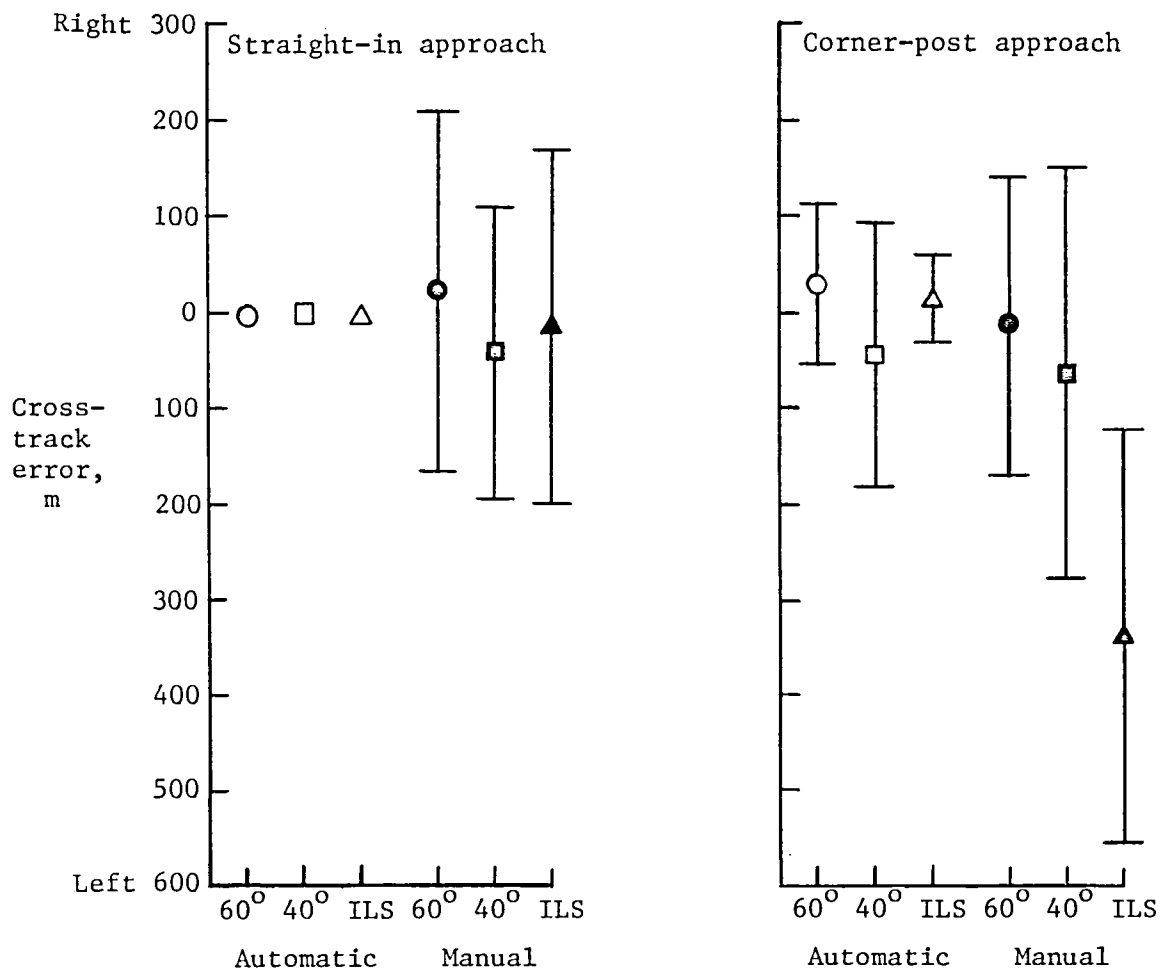 Right 300
Straight-in approach
Corner-post approach
200
100
0
100
Cross-
track
error,
m
200
300
400
500
Left 600
60° 40° ILS 60° 40° ILS
60° 40° ILS 60° 40° ILS
Automatic Manual
Automatic Manual